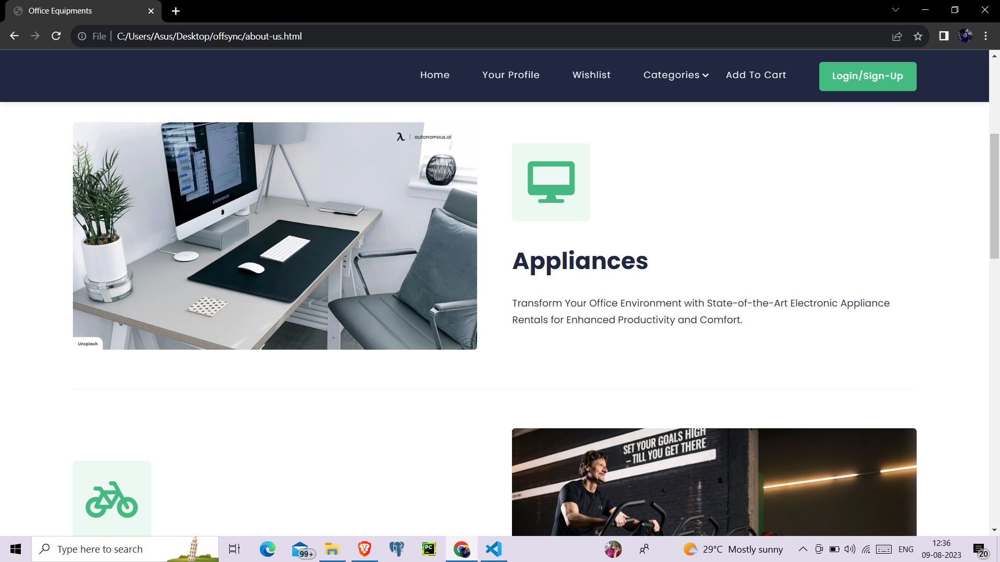 Office Equipments
File
C:/Users/Asus/Desktop/offsync/about-us.html
Home Your Profile Wishlist Categories Add To Cart Login/Sign-Up
autonomous.ai
Unsplash
Appliances
Transform Your Office Environment with State-of-the-Art Electronic Appliance
Rentals for Enhanced Productivity and Comfort.
SET YOUR GOALS HIGH
– TILL YOU GET THERE
Type here to search
99+
PC
29°C Mostly sunny
ENG
12:36
09-08-2023
20